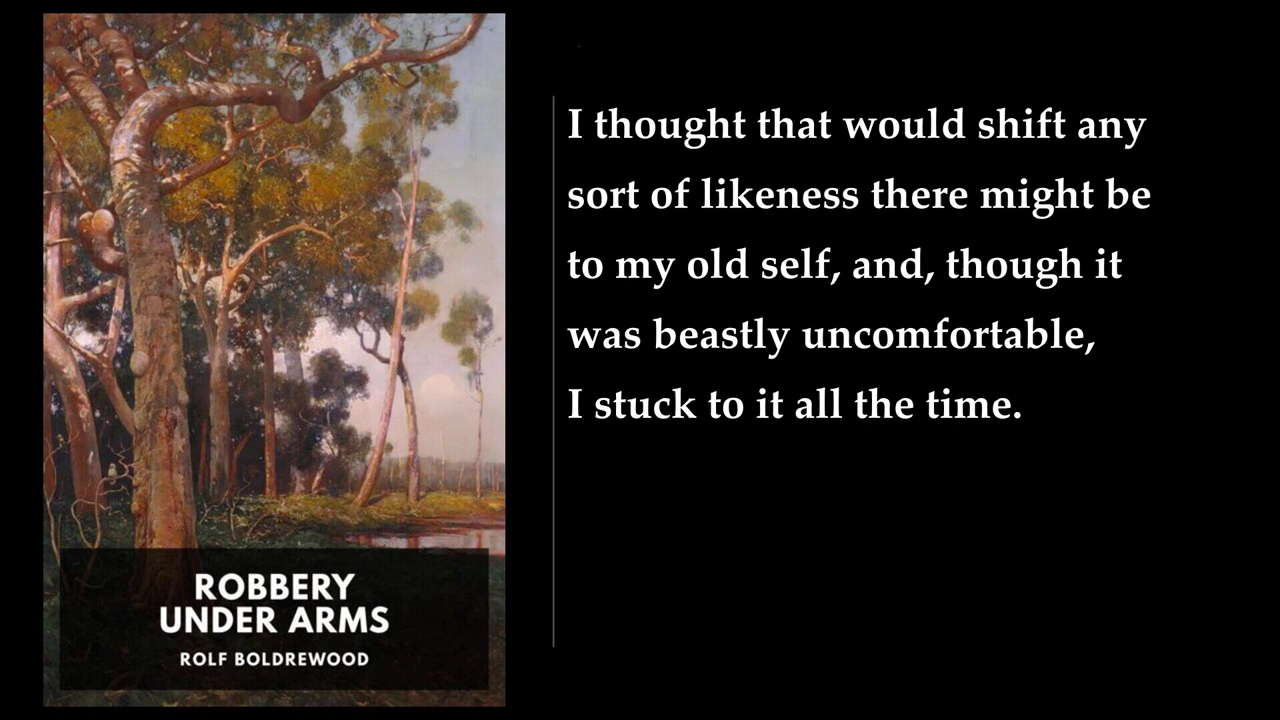 I thought that would shift any
sort of likeness there might be
to my old self, and, though it
was beastly uncomfortable,
I stuck to it all the time.
ROBBERY
UNDER ARMS
ROLF BOLDREWOOD